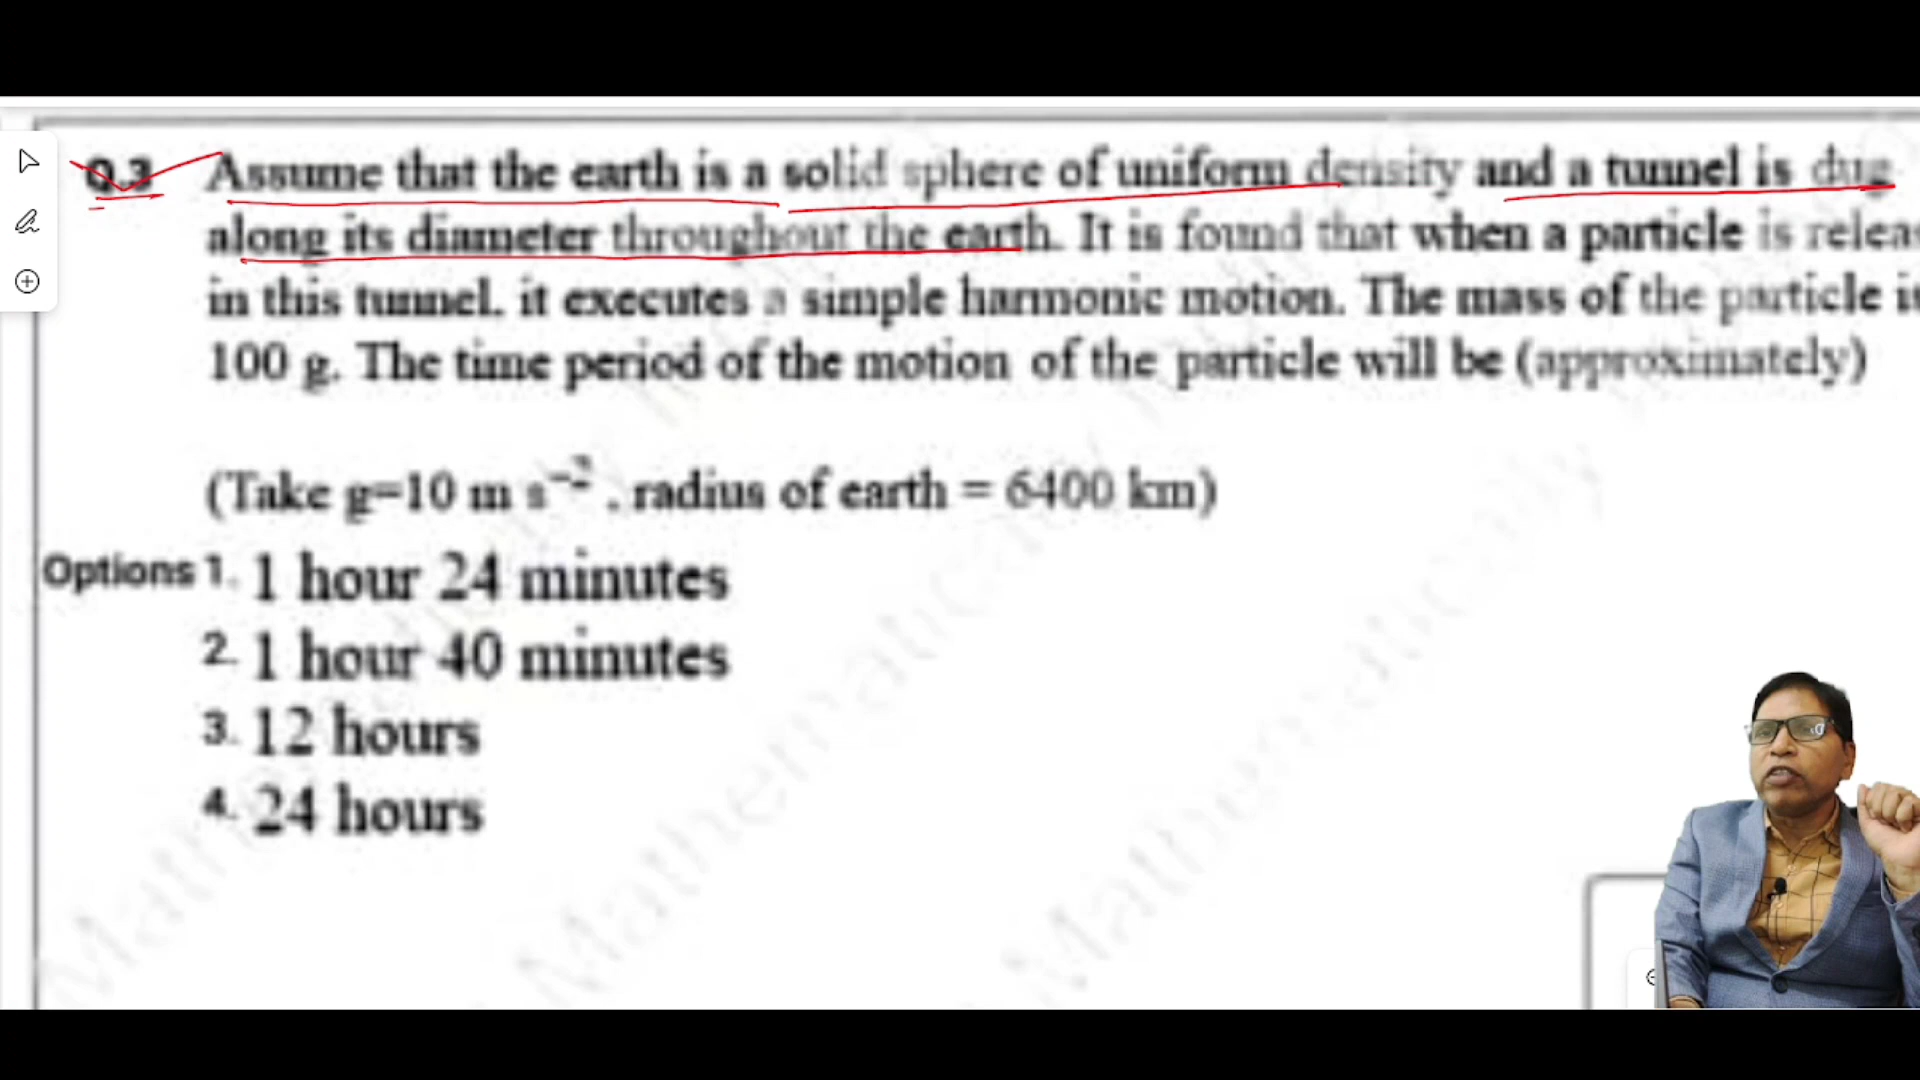 Q.3 Assume that the earth is a solid sphere of uniform density and a tunnel is dug
along its diameter throughout the earth. It is found that when a particle is releas
in this tunnel. it executes a simple harmonic motion. The mass of the particle is
100 g. The time period of the motion of the particle will be (approximately)
(Take g=10 m s⁻², radius of earth = 6400 km)
Options 1. 1 hour 24 minutes
2. 1 hour 40 minutes
3. 12 hours
4. 24 hours
Mathematically
Mathematically